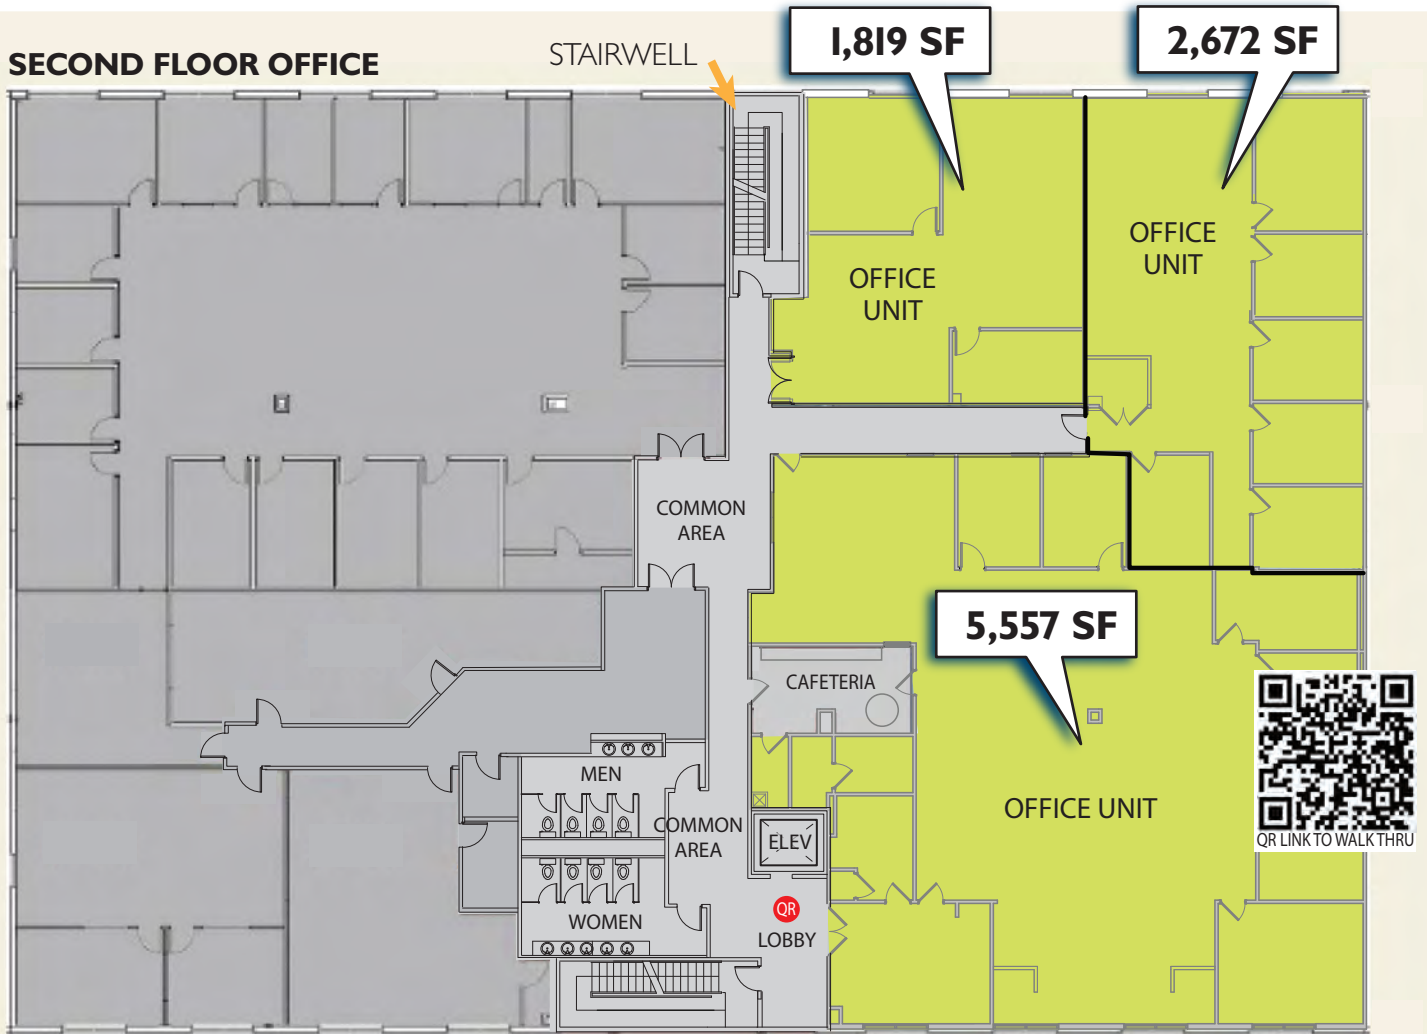 SECOND FLOOR OFFICE
STAIRWELL
1,819 SF
2,672 SF
OFFICE
UNIT
OFFICE
UNIT
COMMON
AREA
5,557 SF
CAFETERIA
MEN
COMMON
AREA
ELEV
OFFICE UNIT
QR LINK TO WALK THRU
WOMEN
QR
LOBBY